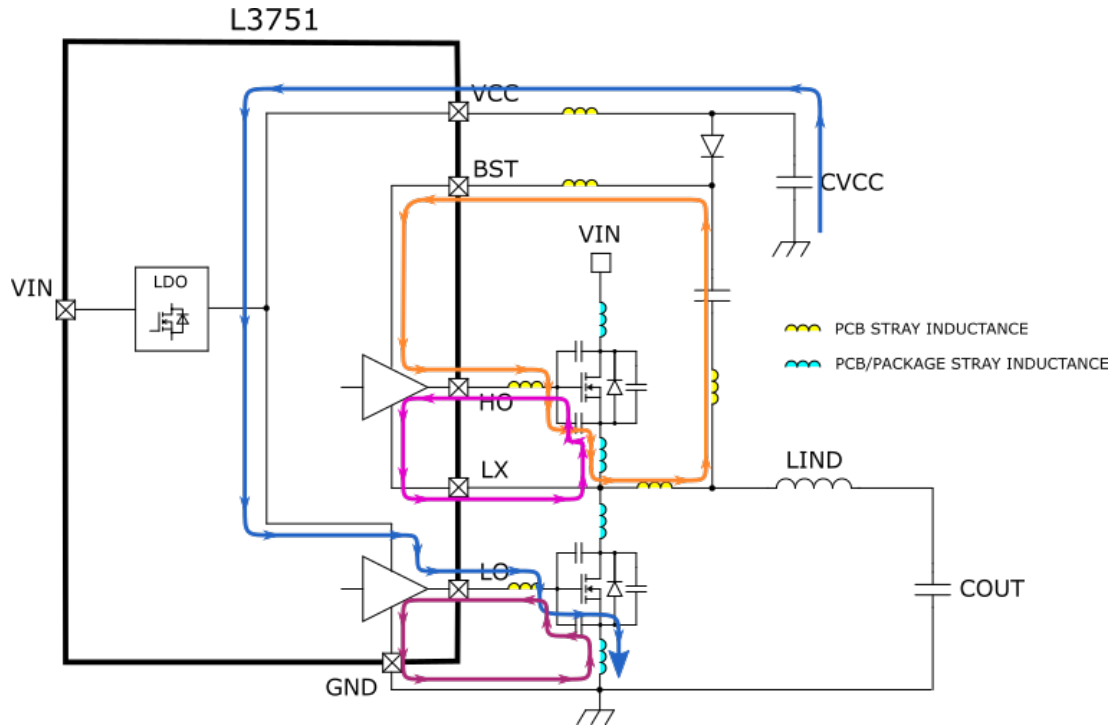 L3751
VCC
BST
CVCC
VIN
VIN
LDO
PCB STRAY INDUCTANCE
PCB/PACKAGE STRAY INDUCTANCE
HO
LX
LIND
LO
COUT
GND